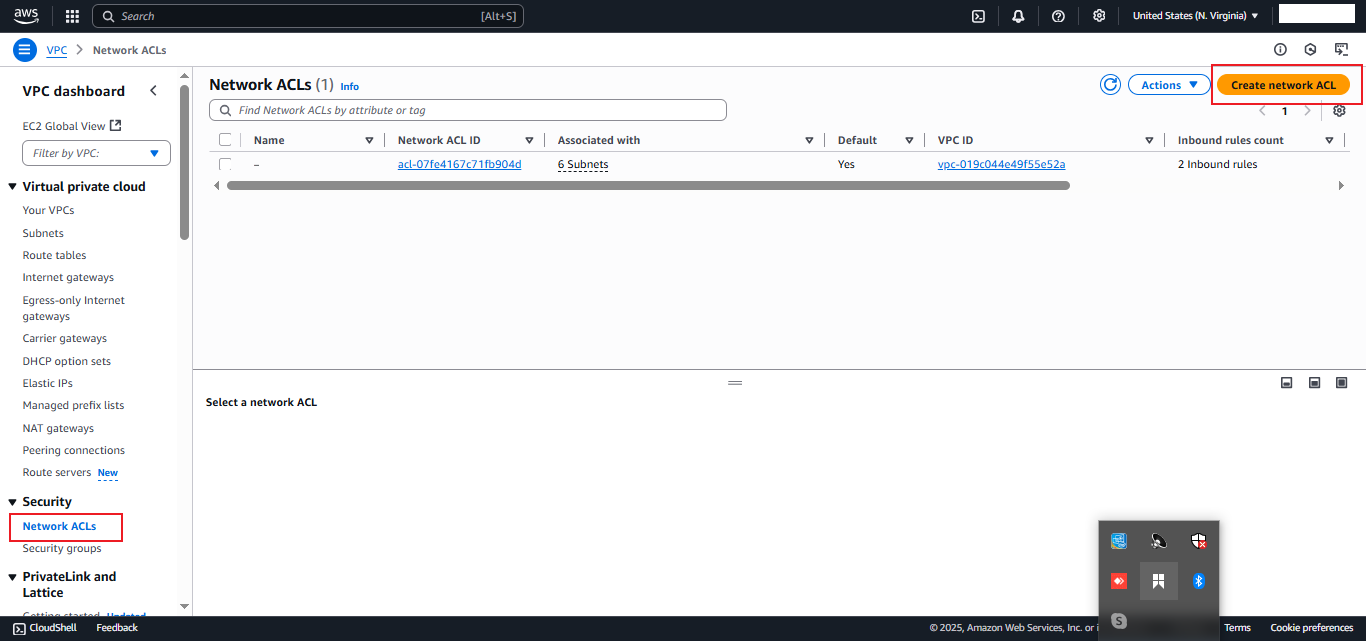 aws
Search [Alt+S]
United States (N. Virginia)
VPC > Network ACLs
VPC dashboard
EC2 Global View
Filter by VPC:
Virtual private cloud
Your VPCs
Subnets
Route tables
Internet gateways
Egress-only Internet
gateways
Carrier gateways
DHCP option sets
Elastic IPs
Managed prefix lists
NAT gateways
Peering connections
Route servers New
Security
Network ACLs
Security groups
PrivateLink and
Lattice
Getting started Updated
Network ACLs (1) Info
Actions
Create network ACL
Find Network ACLs by attribute or tag
1
Name Network ACL ID Associated with Default VPC ID Inbound rules count
– acl-07fe4167c71fb904d 6 Subnets Yes vpc-019c044e49f55e52a 2 Inbound rules
Select a network ACL
S
CloudShell Feedback © 2025, Amazon Web Services, Inc. or Terms Cookie preferences